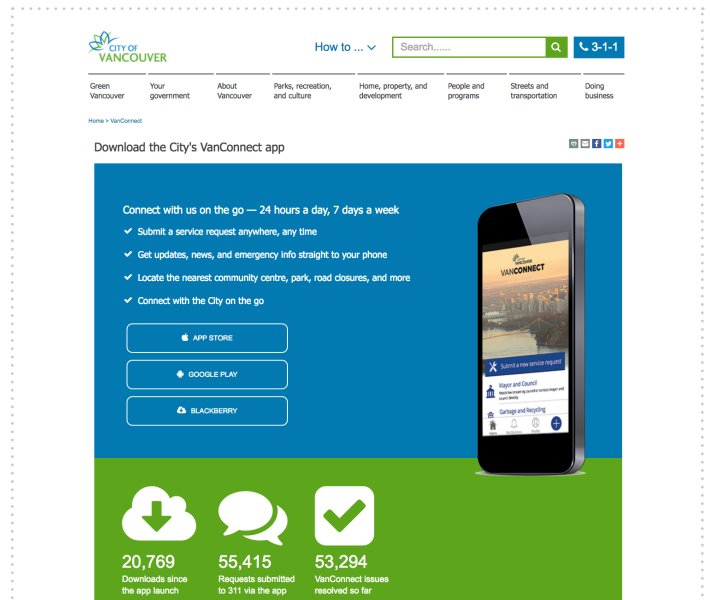 CITY OF
VANCOUVER
How to ...
Search......
3-1-1
Green
Vancouver
Your
government
About
Vancouver
Parks, recreation,
and culture
Home, property, and
development
People and
programs
Streets and
transportation
Doing
business
Home > VanConnect
Download the City's VanConnect app
Connect with us on the go — 24 hours a day, 7 days a week
Submit a service request anywhere, any time
Get updates, news, and emergency info straight to your phone
Locate the nearest community centre, park, road closures, and more
Connect with the City on the go
APP STORE
GOOGLE PLAY
BLACKBERRY
CITY OF
VANCOUVER
VANCONNECT
Submit a new service request
Mayor and Council
Garbage and Recycling
20,769
Downloads since
the app launch
55,415
Requests submitted
to 311 via the app
53,294
VanConnect issues
resolved so far